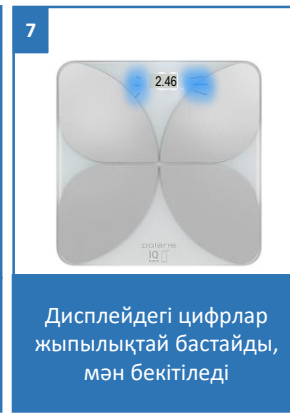 7
2.46
polaris
IQ
Дисплейдегі цифрлар
жыпылықтай бастайды,
мән бекітіледі